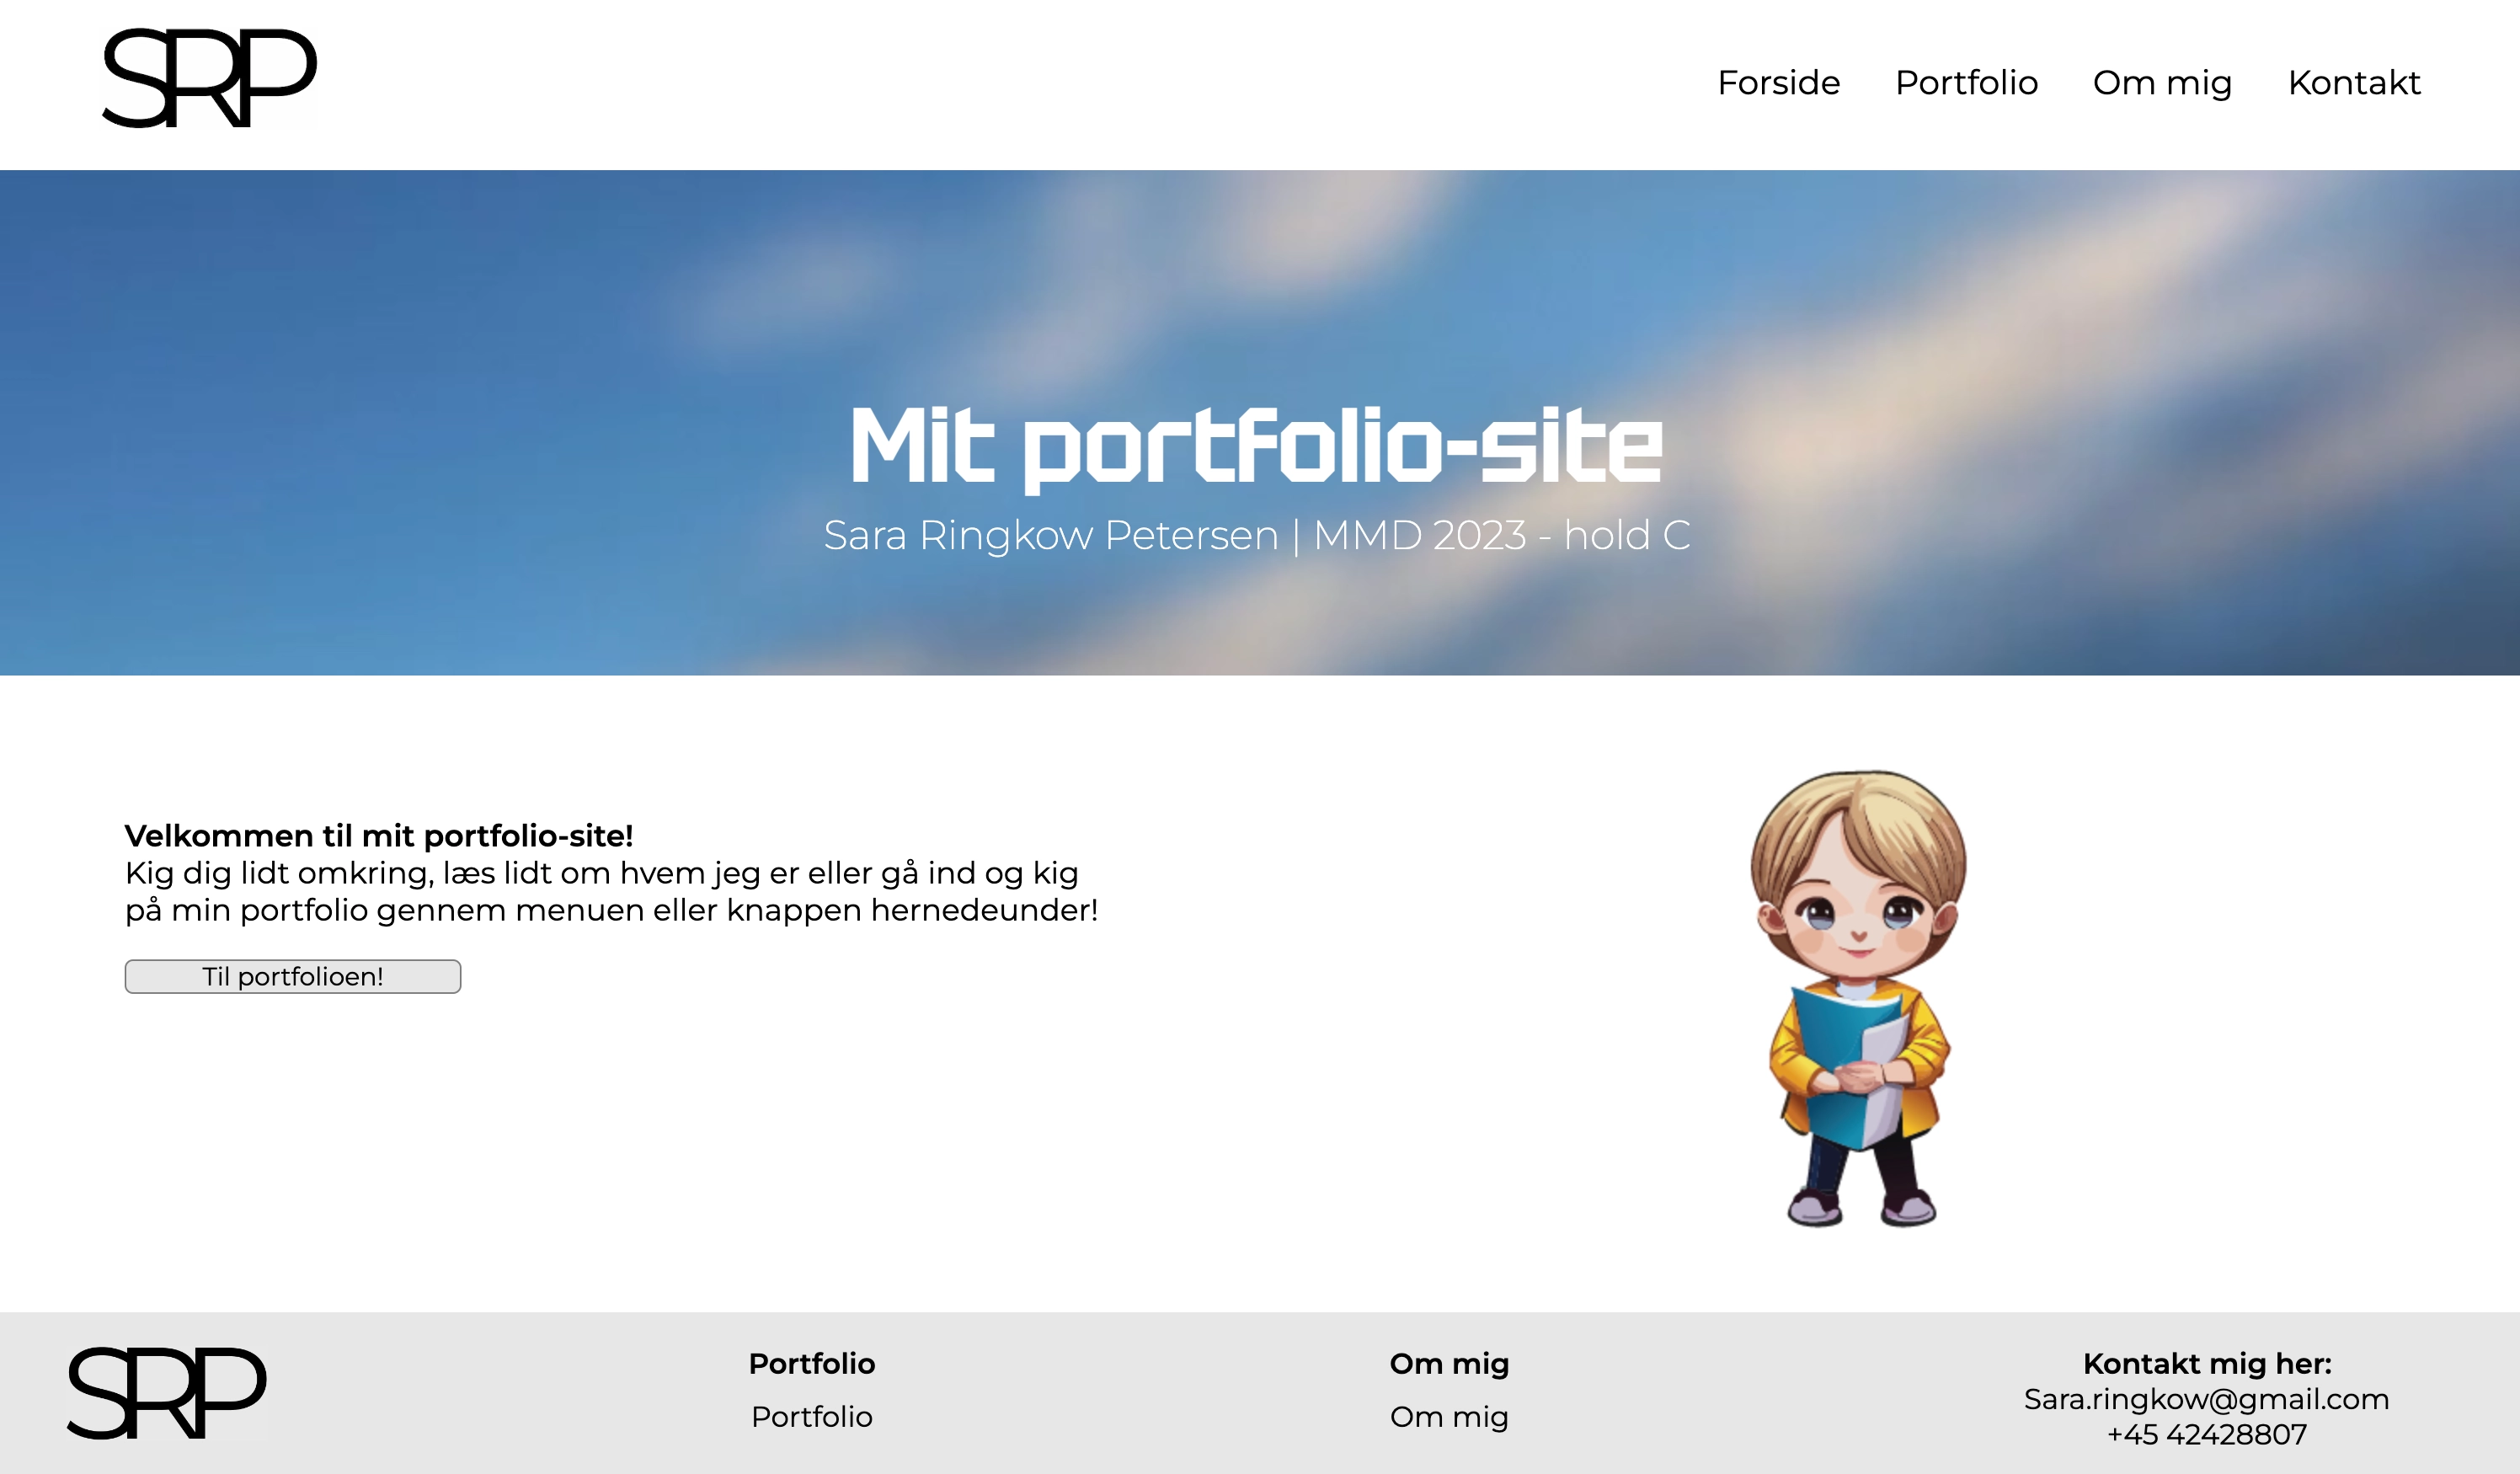 SRP
Forside Portfolio Om mig Kontakt
Mit portfolio-site
Sara Ringkow Petersen | MMD 2023 - hold C
Velkommen til mit portfolio-site!
Kig dig lidt omkring, læs lidt om hvem jeg er eller gå ind og kig
på min portfolio gennem menuen eller knappen hernedeunder!
Til portfolioen!
SRP
Portfolio
Portfolio
Om mig
Om mig
Kontakt mig her:
Sara.ringkow@gmail.com
+45 42428807